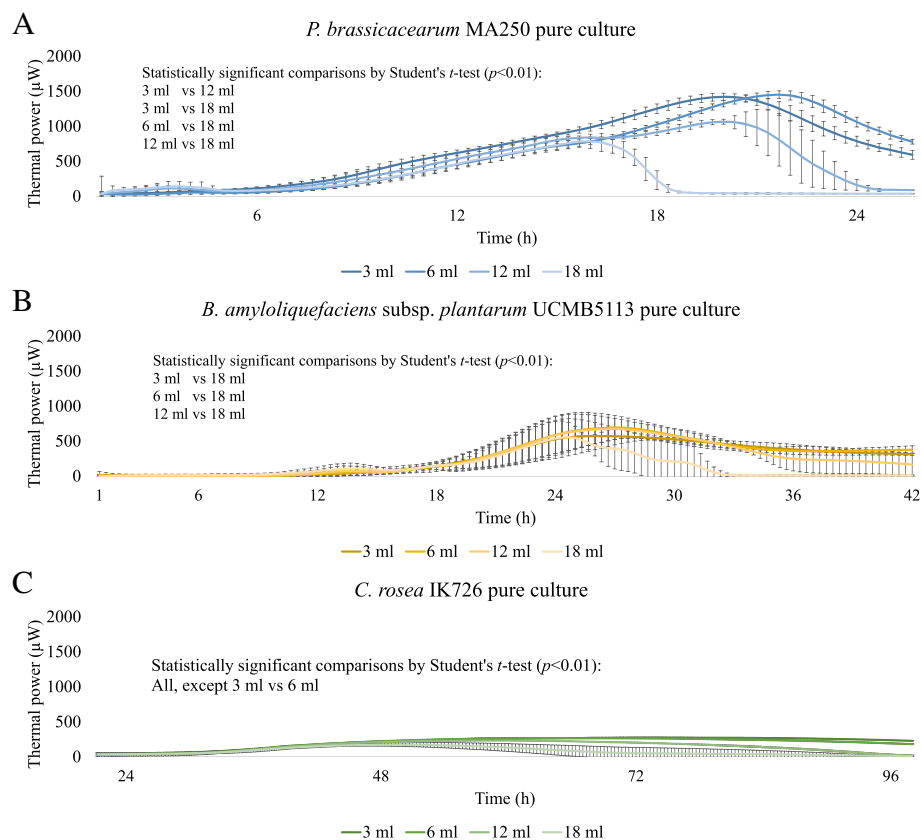 A
P. brassicacearum MA250 pure culture
Thermal power (µW)
2000
1500
1000
500
0
Statistically significant comparisons by Student's t-test (p<0.01):
3 ml vs 12 ml
3 ml vs 18 ml
6 ml vs 18 ml
12 ml vs 18 ml
6 12 18 24
Time (h)
3 ml 6 ml 12 ml 18 ml
B
B. amyloliquefaciens subsp. plantarum UCMB5113 pure culture
Thermal power (µW)
2000
1500
1000
500
0
Statistically significant comparisons by Student's t-test (p<0.01):
3 ml vs 18 ml
6 ml vs 18 ml
12 ml vs 18 ml
1 6 12 18 24 30 36 42
Time (h)
3 ml 6 ml 12 ml 18 ml
C
C. rosea IK726 pure culture
Thermal power (µW)
2000
1500
1000
500
0
Statistically significant comparisons by Student's t-test (p<0.01):
All, except 3 ml vs 6 ml
24 48 72 96
Time (h)
3 ml 6 ml 12 ml 18 ml